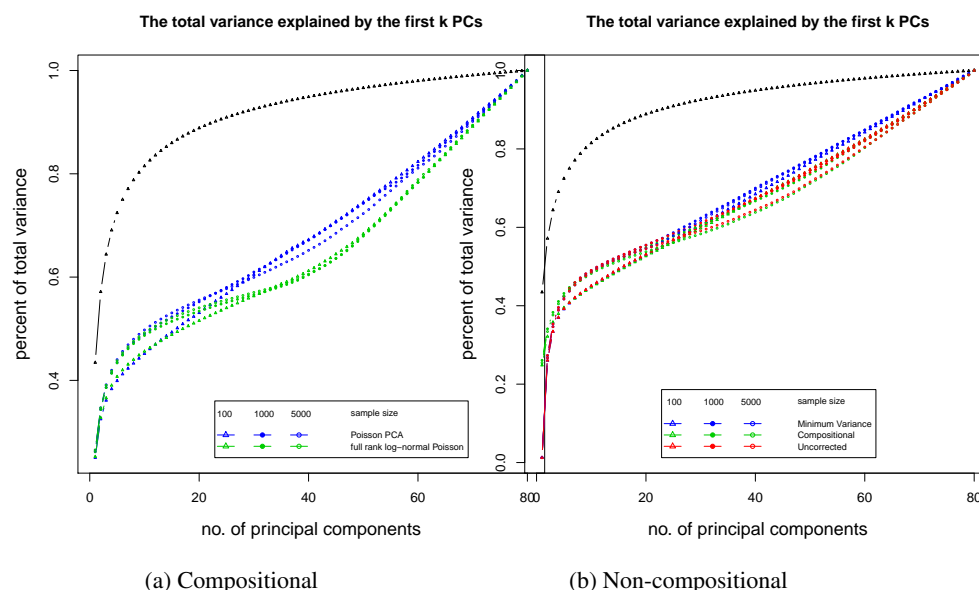 The total variance explained by the first k PCs
percent of total variance
1.0
0.8
0.6
0.4
100 1000 5000 sample size
Poisson PCA
full rank log−normal Poisson
0 20 40 60 80
no. of principal components
(a) Compositional
The total variance explained by the first k PCs
percent of total variance
1.0
0.8
0.6
0.4
0.2
0.0
100 1000 5000 sample size
Minimum Variance
Compositional
Uncorrected
0 20 40 60 80
no. of principal components
(b) Non-compositional